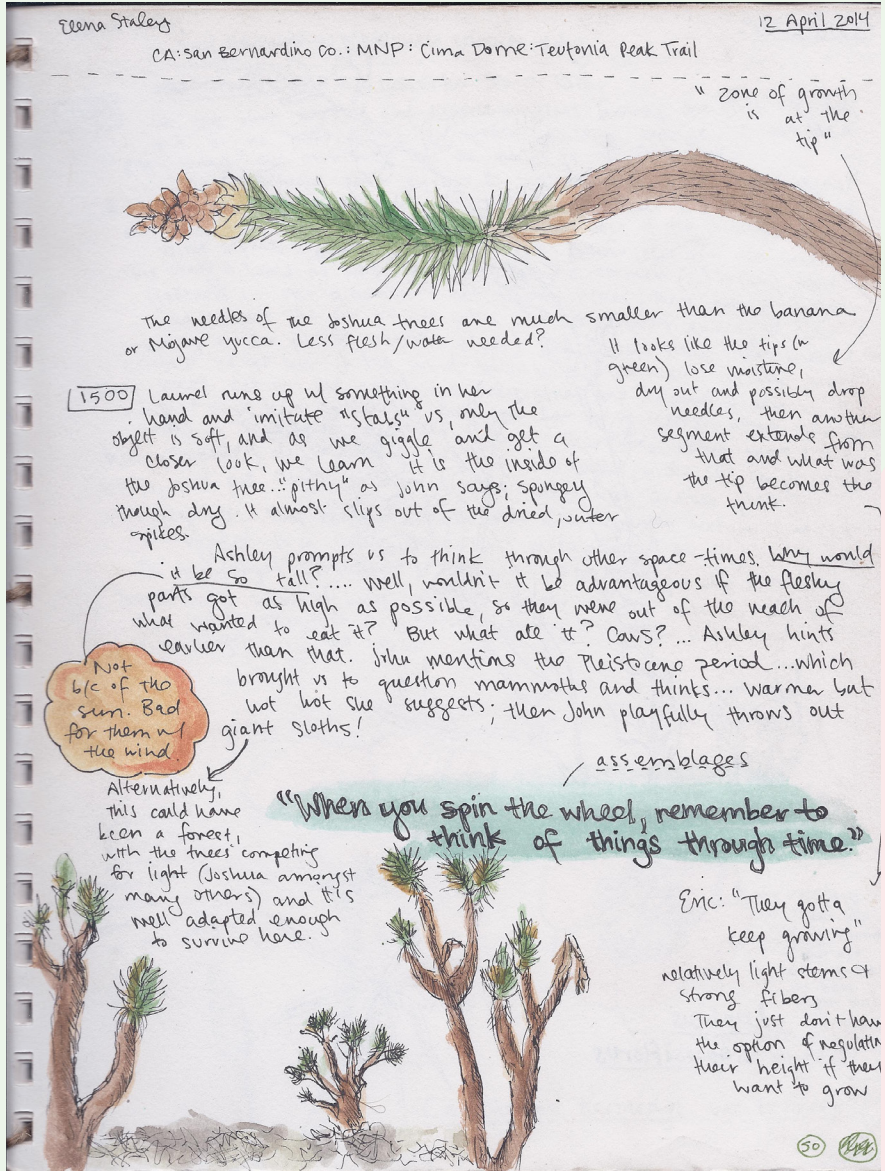 Elena Staley
12 April 2014
CA: San Bernardino Co.: MNP: Cima Dome: Teutonia Peak Trail
"zone of growth
is at the
tip"
The needles of the Joshua trees are much smaller than the banana
or Mojave yucca. Less flesh/water needed?
It looks like the tips (in
green) lose moisture,
dry out and possibly drop
needles, then another
segment extends from
that and what was
the tip becomes the
trunk.
1500 Laurel runs up w/ something in her
hand and imitate "stabs" us, only the
object is soft, and as we giggle and get a
closer look, we learn it is the inside of
the Joshua tree... "pithy" as John says; spongey
though dry. It almost slips out of the dried, outer
spikes.
Ashley prompts us to think through other space-times. Why would
it be so tall?.... Well, wouldn't it be advantageous if the fleshy
parts got as high as possible, so they were out of the reach of
what wanted to eat it? But what ate it? Cows?... Ashley hints
earlier than that. John mentions the Pleistocene period...which
brought us to question mammoths and thinks... warmer but
not hot she suggests; then John playfully throws out
giant sloths!
Not
b/c of the
sun. Bad
for them w/
the wind.
Alternatively,
this could have
been a forest,
with the trees competing
for light (Joshua amongst
many others) and it's
well adapted enough
to survive here.
assemblages
"When you spin the wheel, remember to
think of things through time."
Eric: "They gotta
keep growing"
relatively light stems &
strong fibers
They just don't hav
the option of regulatin
their height if they
want to grow
50